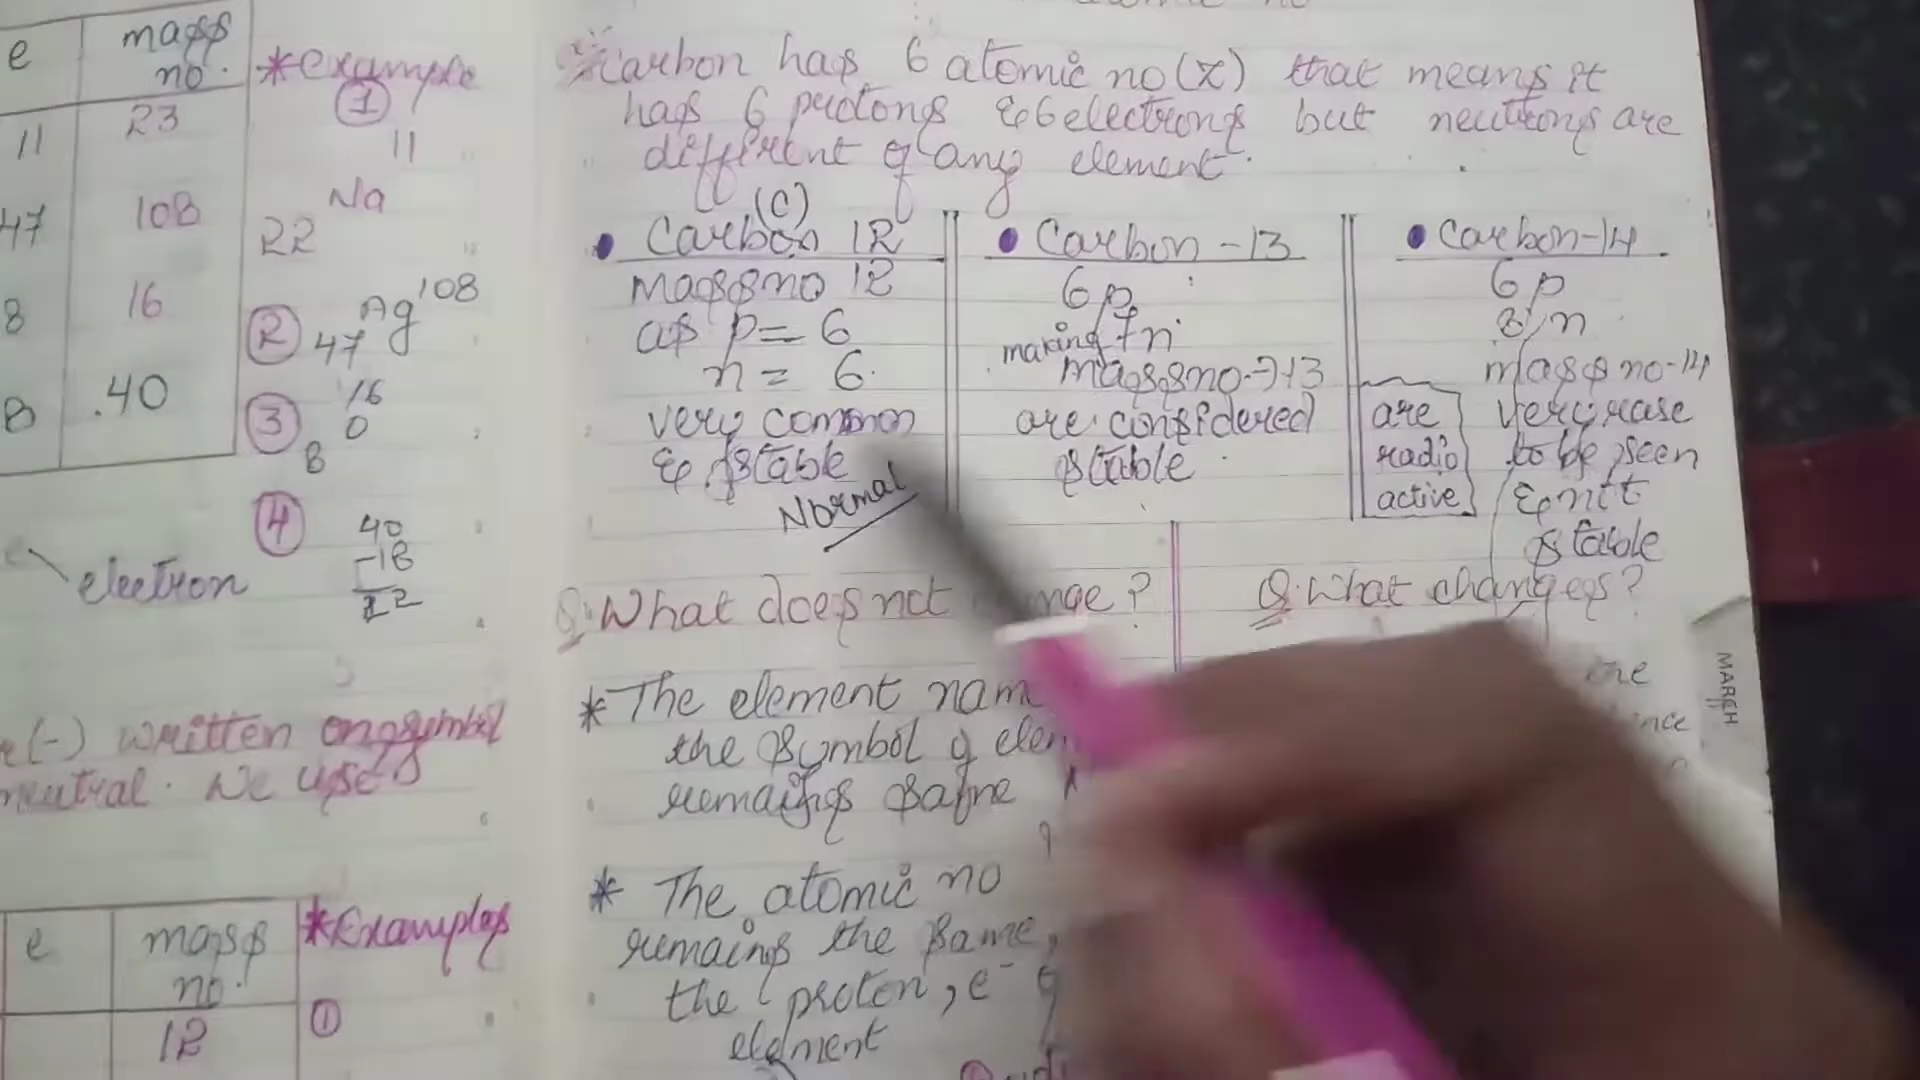 e
mass no.
11 23
47 108
8 16
8 .40
*example
①
11
Na
22
② 47 Ag 108
③ 16
O
8
④ 40
-18
22
electron
(-) written on symbol
neutral. We use
e
mass no.
12
*Examples
①
*Carbon has 6 atomic no(z) that means it
has 6 protons & 6 electrons but neutrons are
different of any element.
(C)
• Carbon 12
mass no 12
as p = 6
n = 6.
very common
& stable
Normal
• Carbon -13
6p
making 7n
mass no → 13
are considered
stable
• Carbon-14
6p
8 n
mass no-14
very rase
to be seen
& not
stable
are
radio
active
Q. What does not nge?
Q. What changes?
* The element nam
the symbol of elem
remains same
* The atomic no
remains the same,
the proton, e-
element
MARCH